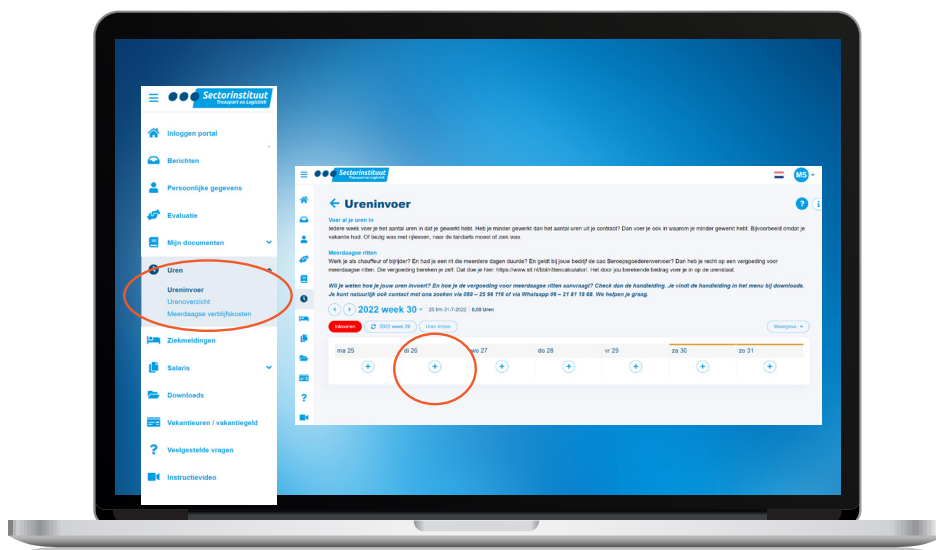 Sectorinstituut
Transport en Logistiek
Inloggen portal
Berichten
Persoonlijke gegevens
Evaluatie
Mijn documenten
Uren
Ureninvoer
Urenoverzicht
Meerdaagse verblijfskosten
Ziekmeldingen
Salaris
Downloads
Vakantieuren / vakantiegeld
Veelgestelde vragen
Instructievideo
Sectorinstituut
Transport en Logistiek
MS
← Ureninvoer
?
i
Voer al je uren in
Iedere week voer je het aantal uren in dat je gewerkt hebt. Heb je minder gewerkt dan het aantal uren uit je contract? Dan voer je ook in waarom je minder gewerkt hebt. Bijvoorbeeld omdat je
vakantie had. Of bezig was met rijlessen, naar de tandarts moest of ziek was.
Meerdaagse ritten
Werk je als chauffeur of bijrijder? En had je een rit die meerdere dagen duurde? En geldt bij jouw bedrijf de cao Beroepsgoederenvervoer? Dan heb je recht op een vergoeding voor
meerdaagse ritten. Die vergoeding bereken je zelf. Dat doe je hier: https://www.stl.nl/bbl/rittencalculator/. Het door jou berekende bedrag voer je in op de urenstaat.
Wil je weten hoe je jouw uren invoert? En hoe je de vergoeding voor meerdaagse ritten aanvraagt? Check dan de handleiding. Je vindt de handleiding in het menu bij downloads.
Je kunt natuurlijk ook contact met ons zoeken via 088 – 25 96 116 of via Whatsapp 06 – 21 81 18 68. We helpen je graag.
2022 week 30
25 t/m 31-7-2022
0,00 Uren
Inleveren
2022 week 29
Uren indien
Weergave
ma 25
di 26
wo 27
do 28
vr 29
za 30
zo 31
+ + + + + + +
?